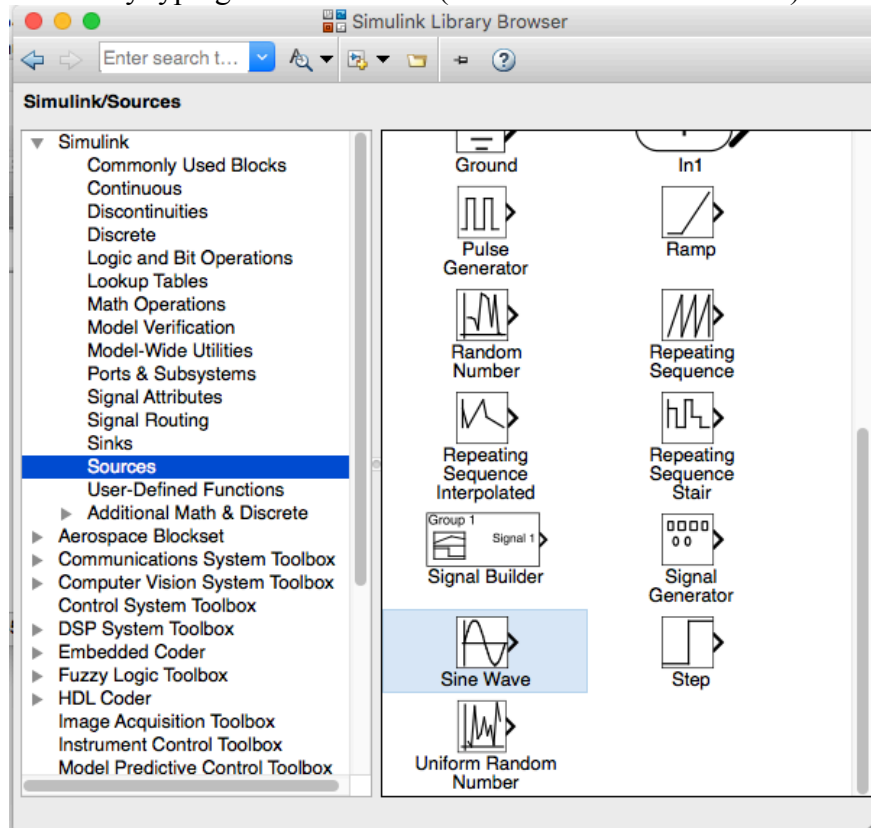 Simulink Library Browser
Enter search t...
Simulink/Sources
Simulink
Commonly Used Blocks
Continuous
Discontinuities
Discrete
Logic and Bit Operations
Lookup Tables
Math Operations
Model Verification
Model-Wide Utilities
Ports & Subsystems
Signal Attributes
Signal Routing
Sinks
Sources
User-Defined Functions
Additional Math & Discrete
Aerospace Blockset
Communications System Toolbox
Computer Vision System Toolbox
Control System Toolbox
DSP System Toolbox
Embedded Coder
Fuzzy Logic Toolbox
HDL Coder
Image Acquisition Toolbox
Instrument Control Toolbox
Model Predictive Control Toolbox
Ground
In1
Pulse
Generator
Ramp
Random
Number
Repeating
Sequence
Repeating
Sequence
Interpolated
Repeating
Sequence
Stair
Group 1
Signal 1
Signal Builder
Signal
Generator
Sine Wave
Step
Uniform Random
Number